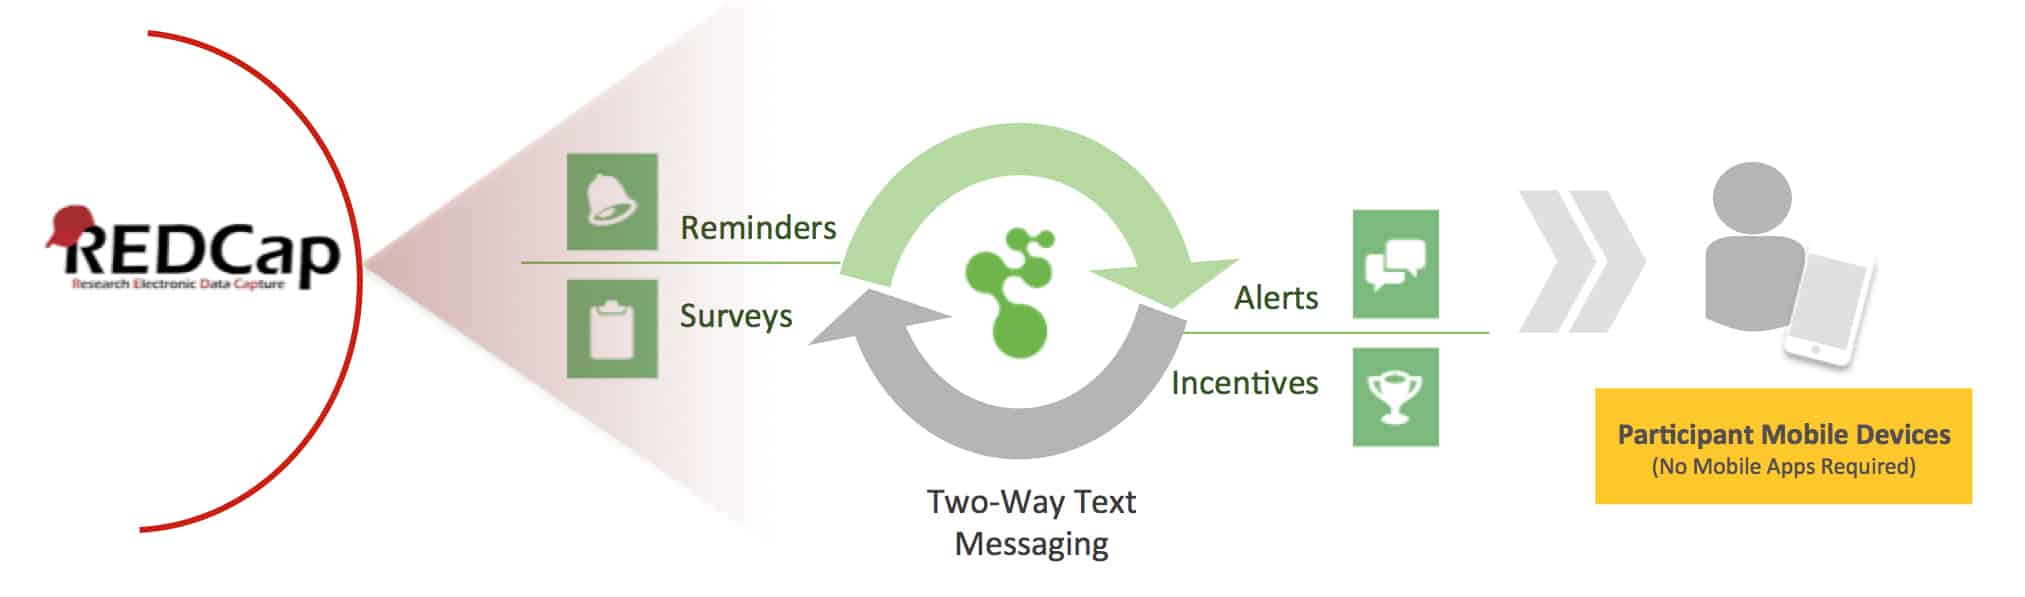 REDCap
Research Electronic Data Capture
Reminders
Surveys
Alerts
Incentives
Two-Way Text
Messaging
Participant Mobile Devices
(No Mobile Apps Required)